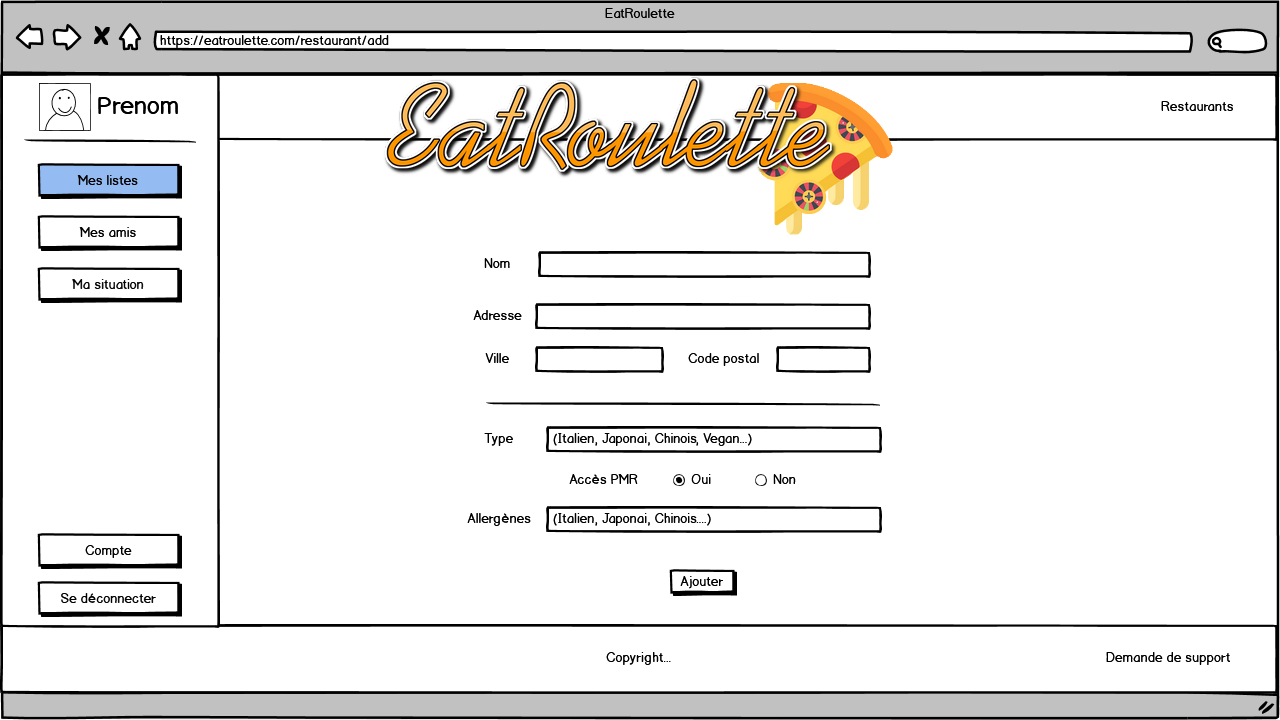 EatRoulette
https://eatroulette.com/restaurant/add
Prenom
EatRoulette
Restaurants
Mes listes
Mes amis
Ma situation
Nom
Adresse
Ville Code postal
Type (Italien, Japonai, Chinois, Vegan...)
Accès PMR Oui Non
Allergènes (Italien, Japonai, Chinois....)
Compte
Ajouter
Se déconnecter
Copyright... Demande de support